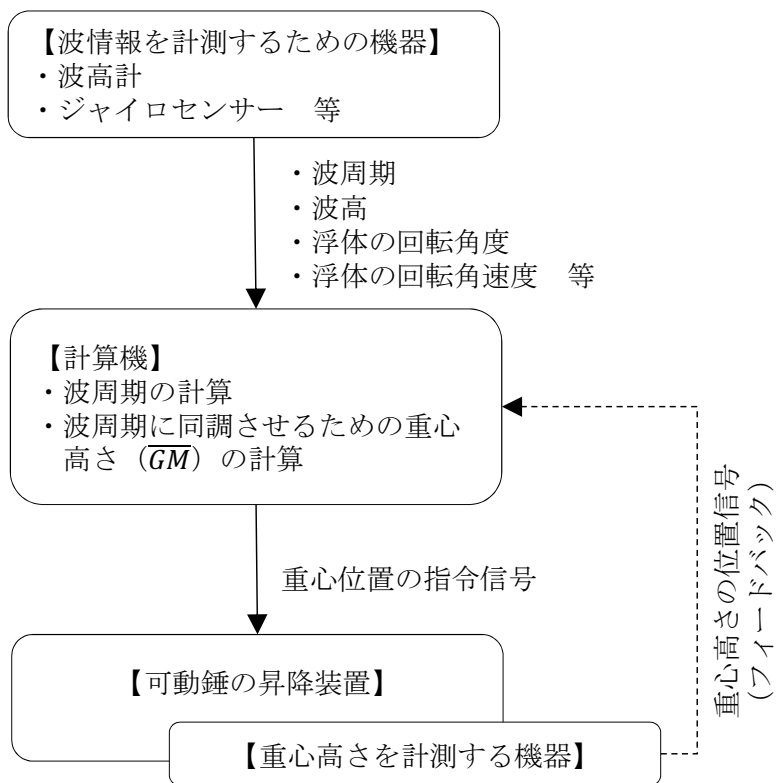 【波情報を計測するための機器】
・波高計
・ジャイロセンサー　等
・波周期
・波高
・浮体の回転角度
・浮体の回転角速度　等
【計算機】
・波周期の計算
・波周期に同調させるための重心
高さ（G̅M̅）の計算
重心位置の指令信号
重心高さの位置信号
(フィードバック)
【可動錘の昇降装置】
【重心高さを計測する機器】